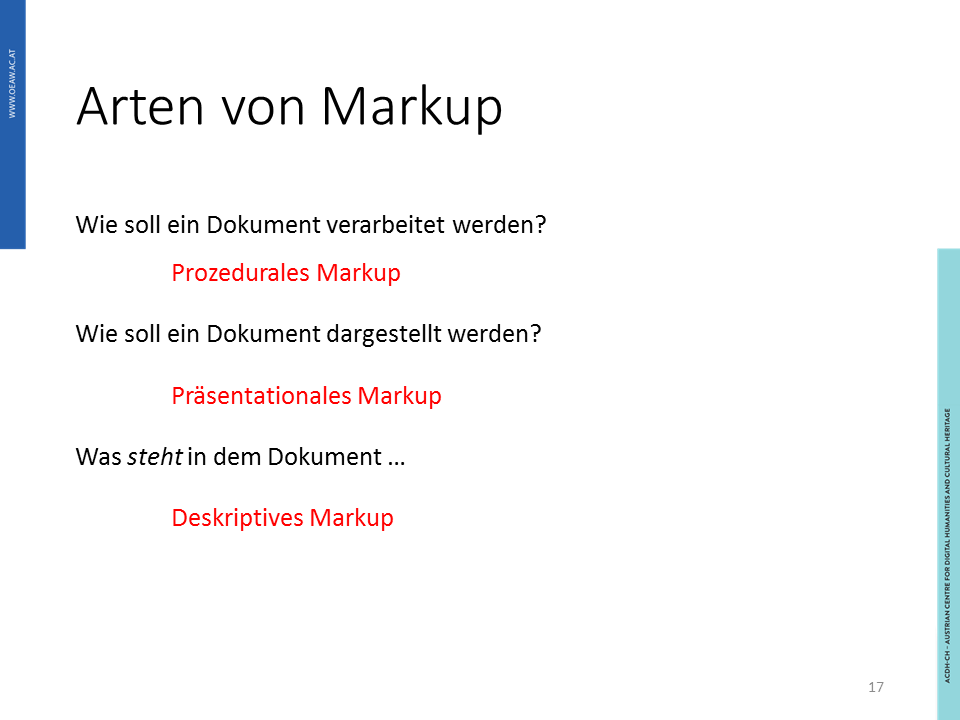 WWW.OEAW.AC.AT
Arten von Markup
Wie soll ein Dokument verarbeitet werden?
Prozedurales Markup
Wie soll ein Dokument dargestellt werden?
Präsentationales Markup
Was steht in dem Dokument …
Deskriptives Markup
ACDH-CH – AUSTRIAN CENTRE FOR DIGITAL HUMANITIES AND CULTURAL HERITAGE
17